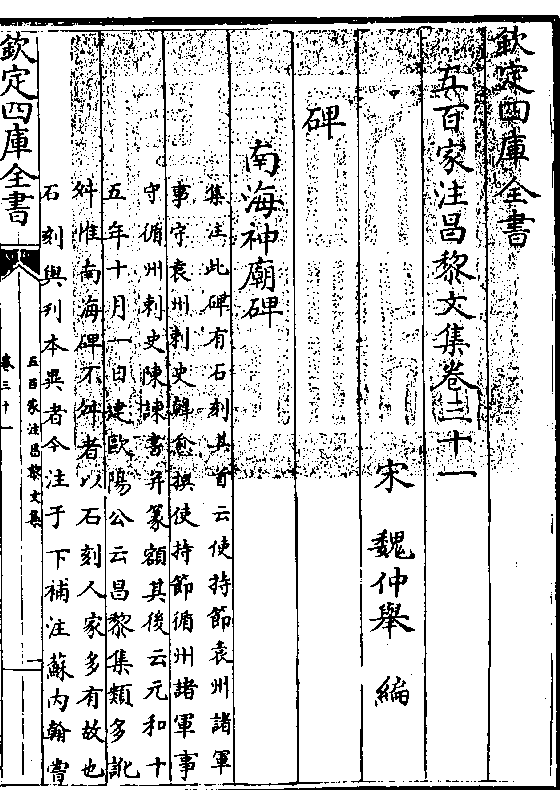 欽定四庫全書
五百家注昌黎文集卷三十一
宋 魏仲舉 編
碑
南海神廟碑
集注此碑有石刻其首云使持節袁州諸軍
事守袁州刺史韓愈撰使持節循州諸軍事
守循州刺史陳諫書并篆額其後云元和十
五年十月一日建歐陽公云昌黎集類多訛
舛惟南海碑不舛者以石刻人家多有故也
石刻與列本異者今注于下補注蘇内翰嘗
欽定四庫全書
五百家注昌黎文集
卷三十一